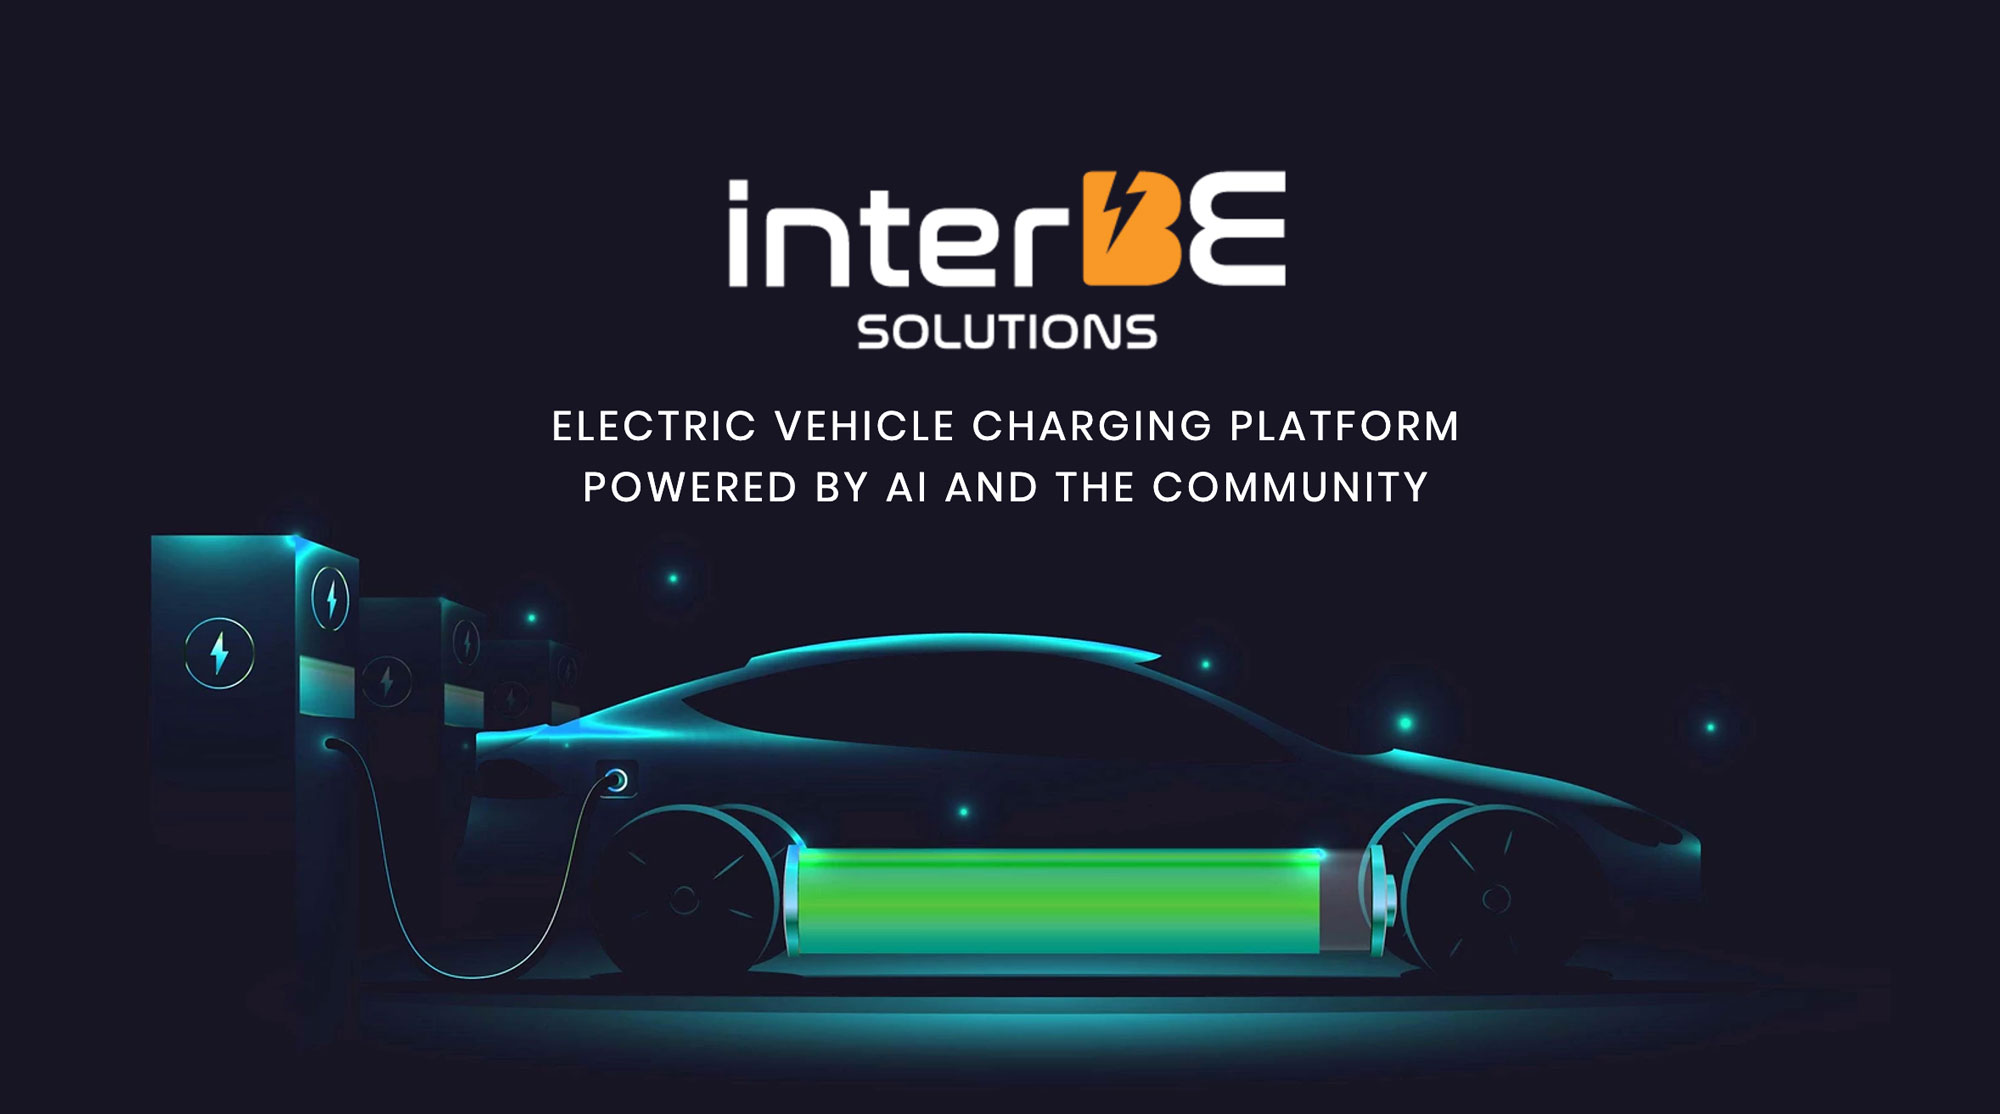 interBE
SOLUTIONS
ELECTRIC VEHICLE CHARGING PLATFORM
POWERED BY AI AND THE COMMUNITY